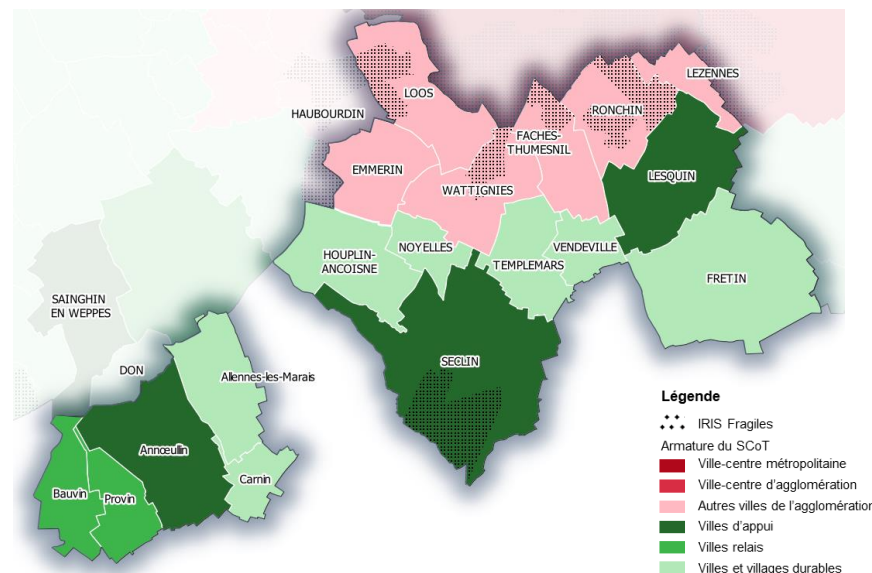 LEZENNES
LOOS
HAUBOURDIN
RONCHIN
FACHES-
THUMESNIL
EMMERIN
LESQUIN
WATTIGNIES
NOYELLES
VENDEVILLE
HOUPLIN-
ANCOISNE
TEMPLEMARS
FRETIN
SAINGHIN
EN WEPPES
SECLIN
DON
Allennes-les-Marais
Annœullin
Carnin
Bauvin
Provin
Légende
IRIS Fragiles
Armature du SCoT
Ville-centre métropolitaine
Ville-centre d'agglomération
Autres villes de l'agglomération
Villes d'appui
Villes relais
Villes et villages durables